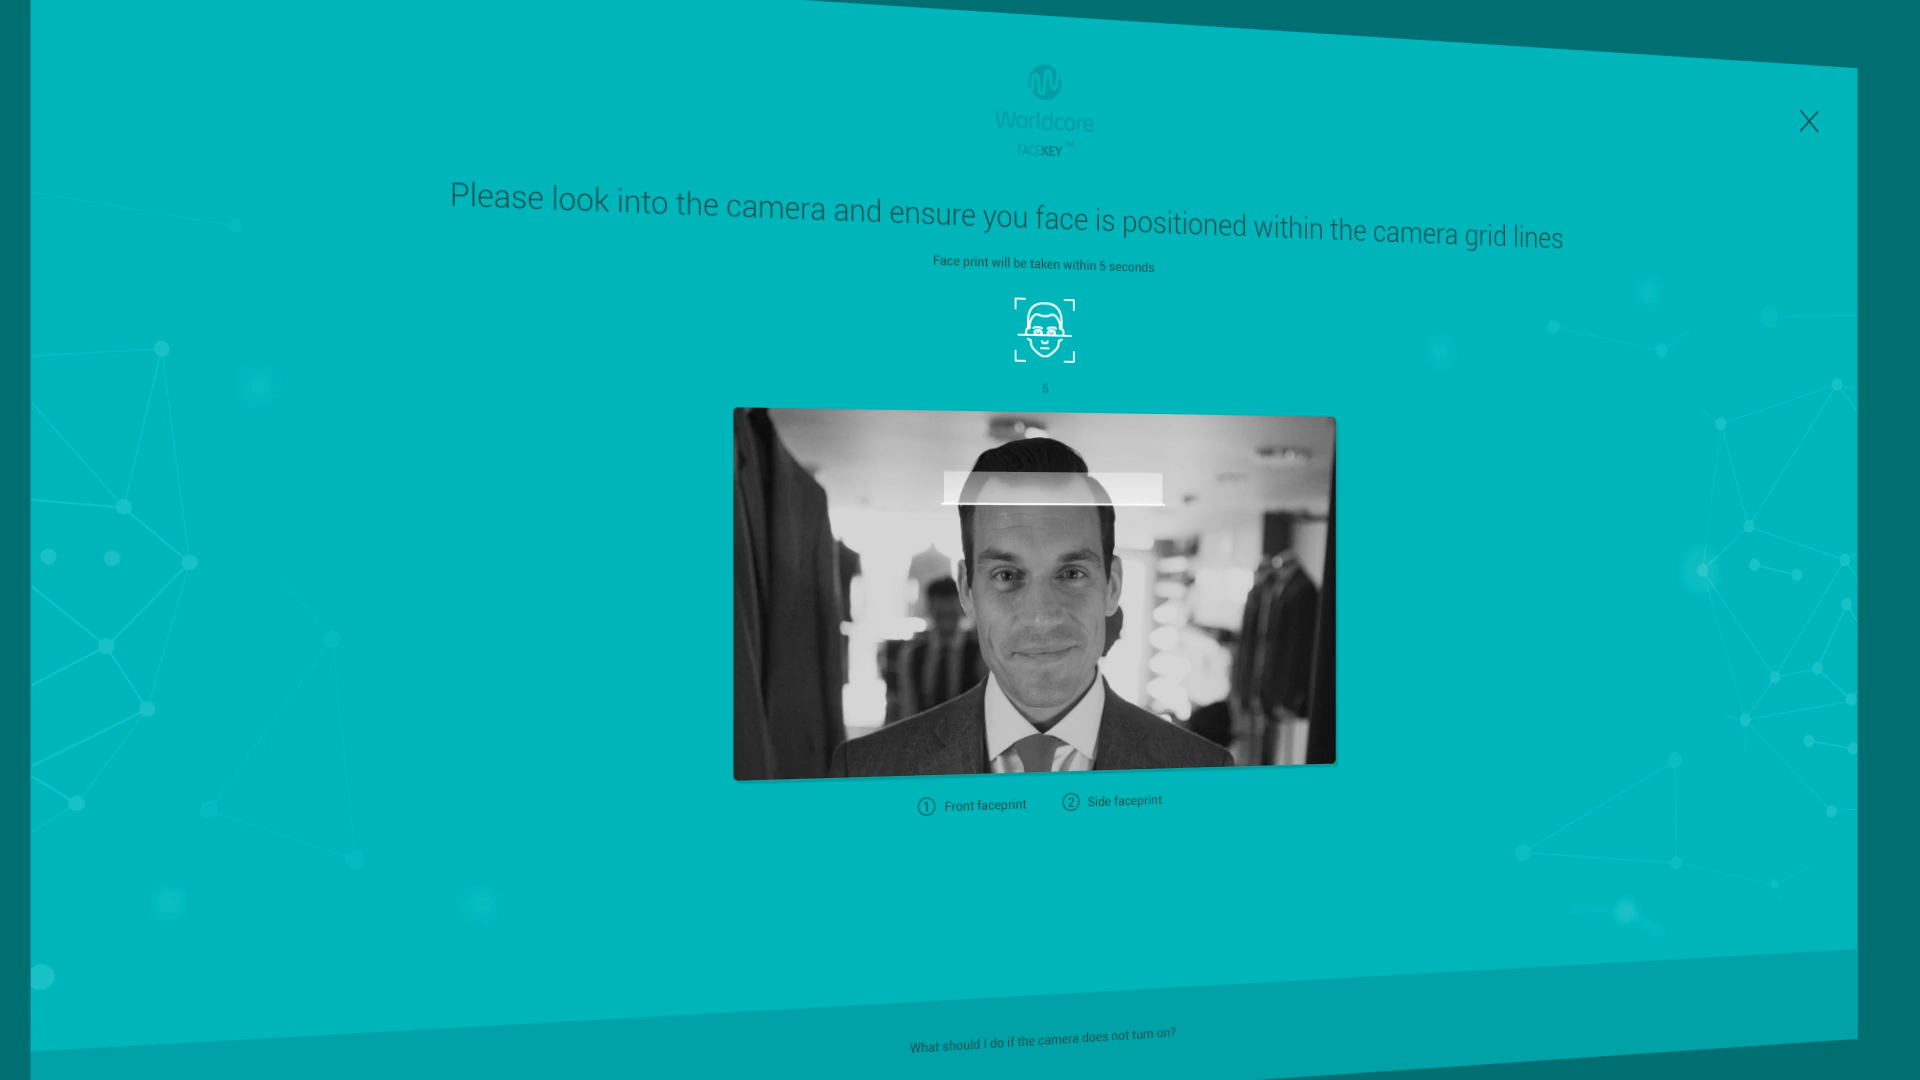 Worldcore
FACEKEY™
Please look into the camera and ensure you face is positioned within the camera grid lines
Face print will be taken within 5 seconds
5
1 Front faceprint 2 Side faceprint
What should I do if the camera does not turn on?